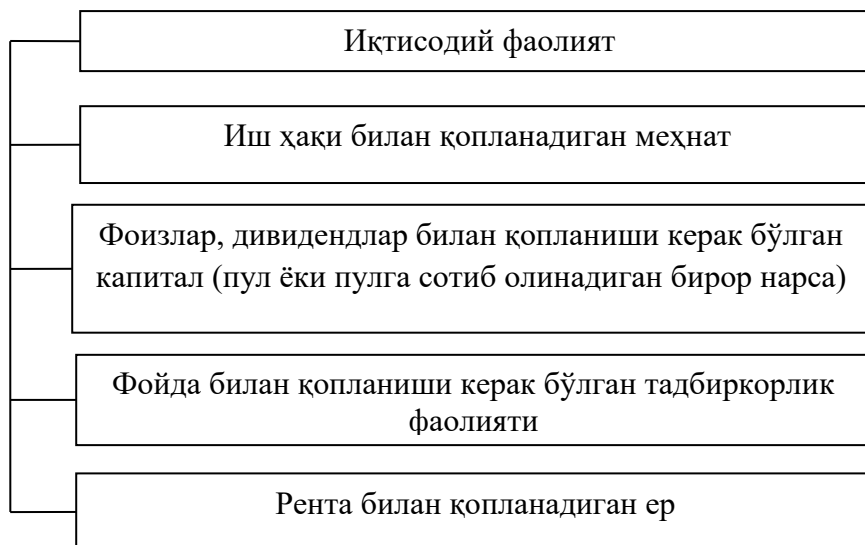 Иқтисодий фаолият
Иш ҳақи билан қопланадиган меҳнат
Фоизлар, дивидендлар билан қопланиши керак бўлган
капитал (пул ёки пулга сотиб олинадиган бирор нарса)
Фойда билан қопланиши керак бўлган тадбиркорлик
фаолияти
Рента билан қопланадиган ер